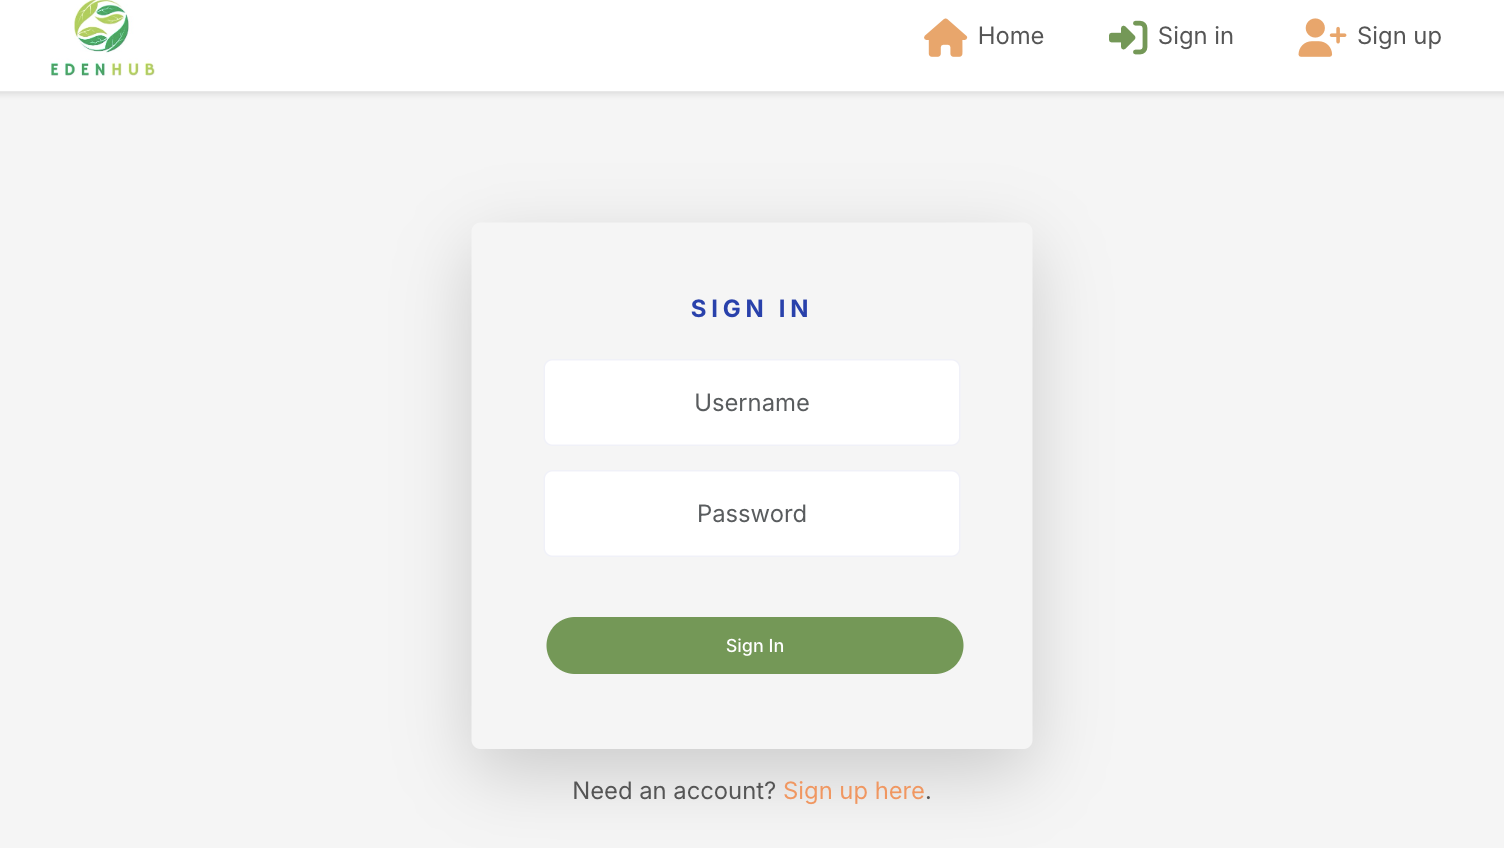 EDENHUB
Home
Sign in
Sign up
SIGN IN
Username
Password
Sign In
Need an account? Sign up here.